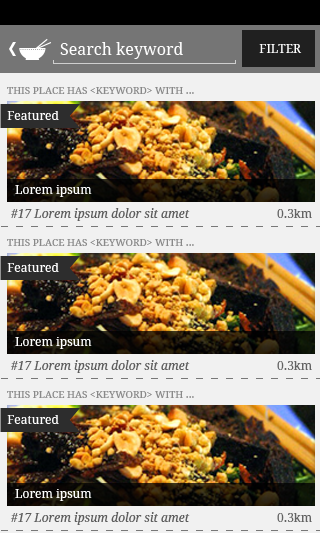 Search keyword
FILTER
THIS PLACE HAS <KEYWORD> WITH ...
Featured
Lorem ipsum
#17 Lorem ipsum dolor sit amet 0.3km
THIS PLACE HAS <KEYWORD> WITH ...
Featured
Lorem ipsum
#17 Lorem ipsum dolor sit amet 0.3km
THIS PLACE HAS <KEYWORD> WITH ...
Featured
Lorem ipsum
#17 Lorem ipsum dolor sit amet 0.3km